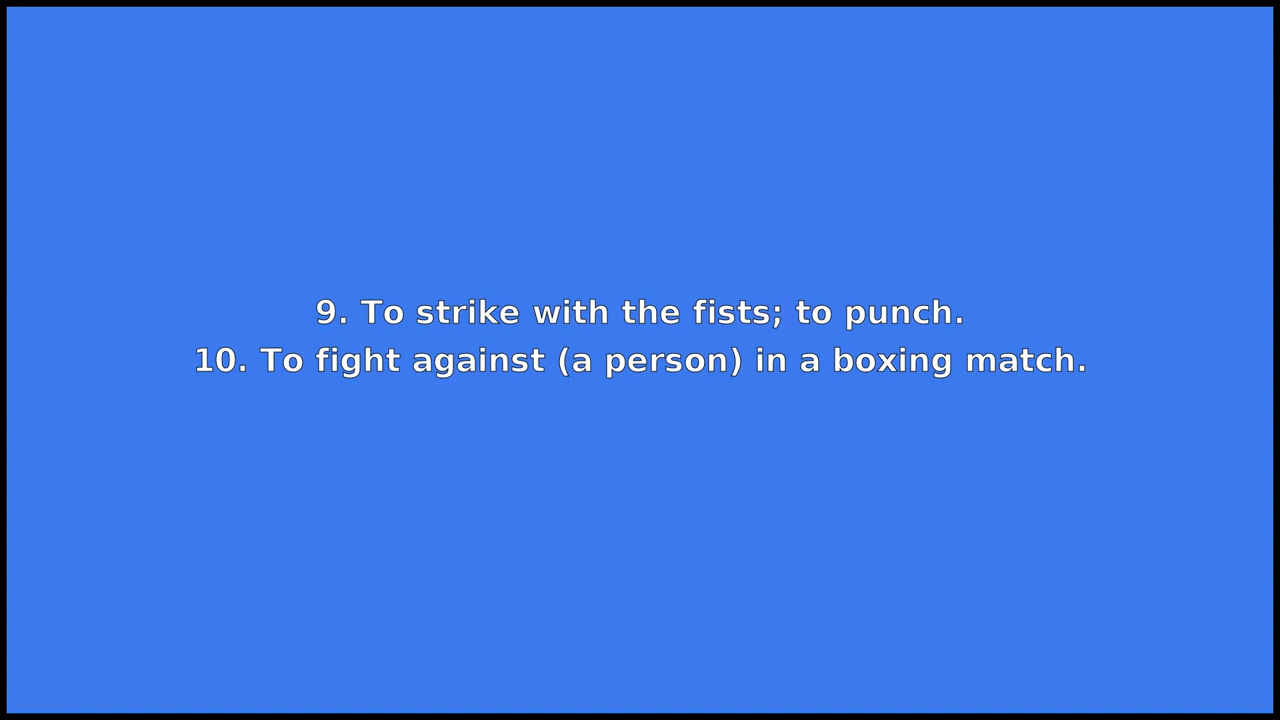 9. To strike with the fists; to punch.
10. To fight against (a person) in a boxing match.